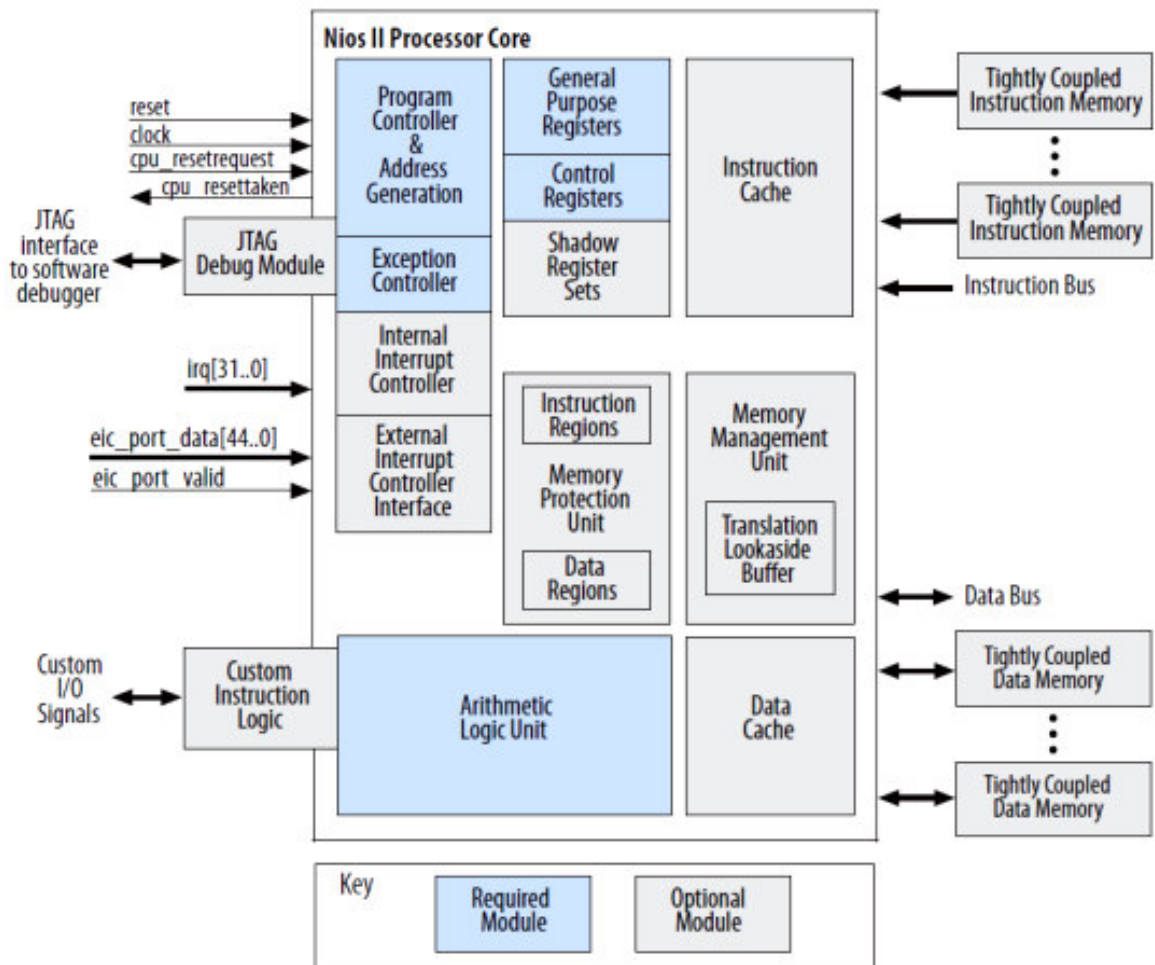 Nios II Processor Core
reset
clock
cpu_resetrequest
cpu_resettaken
JTAG
interface
to software
debugger
JTAG
Debug Module
Program
Controller
&
Address
Generation
Exception
Controller
Internal
Interrupt
Controller
External
Interrupt
Controller
Interface
irq[31..0]
eic_port_data[44..0]
eic_port_valid
General
Purpose
Registers
Control
Registers
Shadow
Register
Sets
Instruction
Cache
Tightly Coupled
Instruction Memory
Tightly Coupled
Instruction Memory
Instruction Bus
Instruction
Regions
Memory
Protection
Unit
Data
Regions
Memory
Management
Unit
Translation
Lookaside
Buffer
Data Bus
Custom
I/O
Signals
Custom
Instruction
Logic
Arithmetic
Logic Unit
Data
Cache
Tightly Coupled
Data Memory
Tightly Coupled
Data Memory
Key
Required
Module
Optional
Module